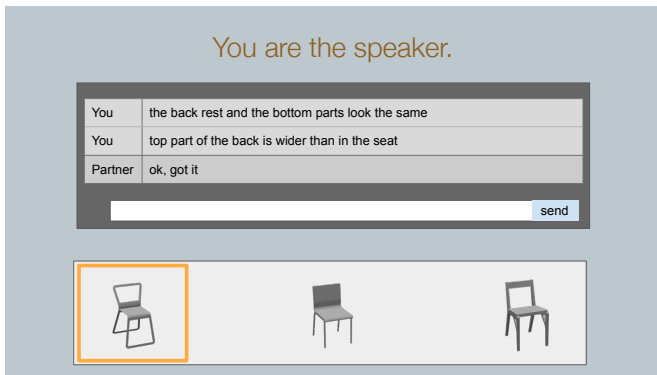 You are the speaker.
You the back rest and the bottom parts look the same
You top part of the back is wider than in the seat
Partner ok, got it
send